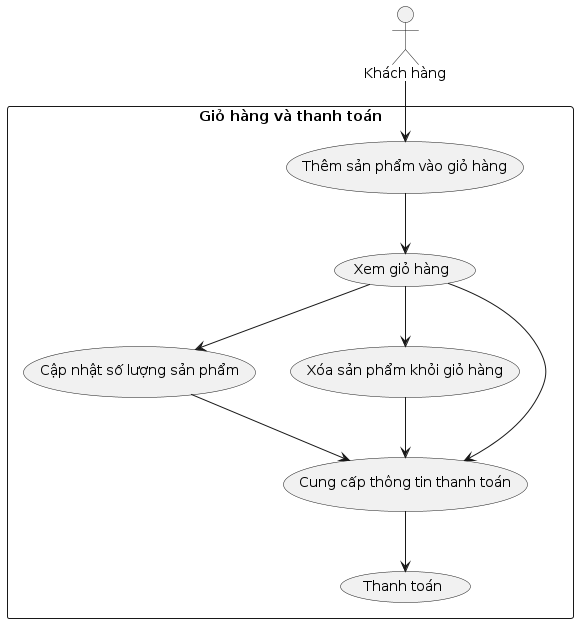 Khách hàng
Giỏ hàng và thanh toán
Thêm sản phẩm vào giỏ hàng
Xem giỏ hàng
Cập nhật số lượng sản phẩm
Xóa sản phẩm khỏi giỏ hàng
Cung cấp thông tin thanh toán
Thanh toán